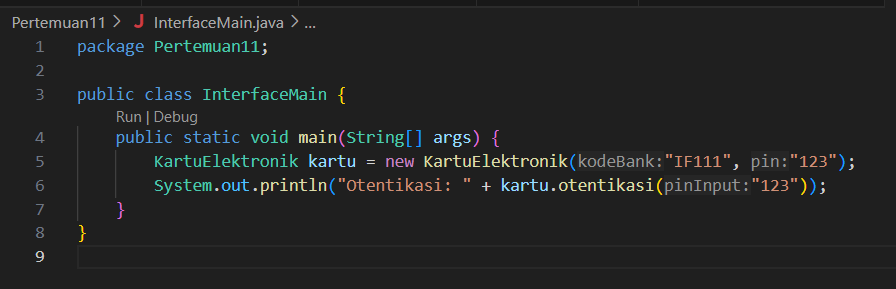 Pertemuan11 > J InterfaceMain.java > ...
1 package Pertemuan11;
2
3 public class InterfaceMain {
Run | Debug
4 public static void main(String[] args) {
5 KartuElektronik kartu = new KartuElektronik(kodeBank:"IF111", pin:"123");
6 System.out.println("Otentikasi: " + kartu.otentikasi(pinInput:"123"));
7 }
8 }
9